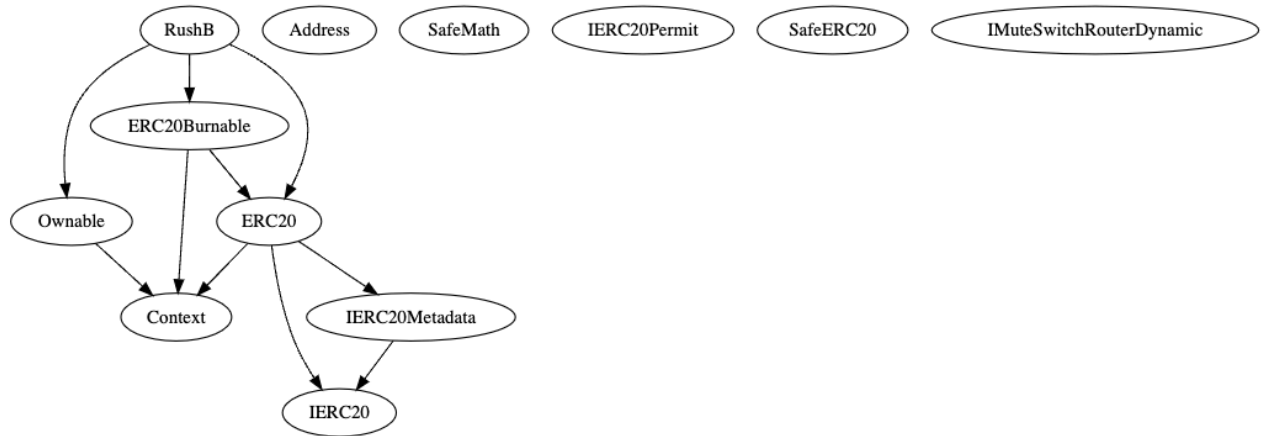 RushB
Address
SafeMath
IERC20Permit
SafeERC20
IMuteSwitchRouterDynamic
ERC20Burnable
Ownable
ERC20
Context
IERC20Metadata
IERC20